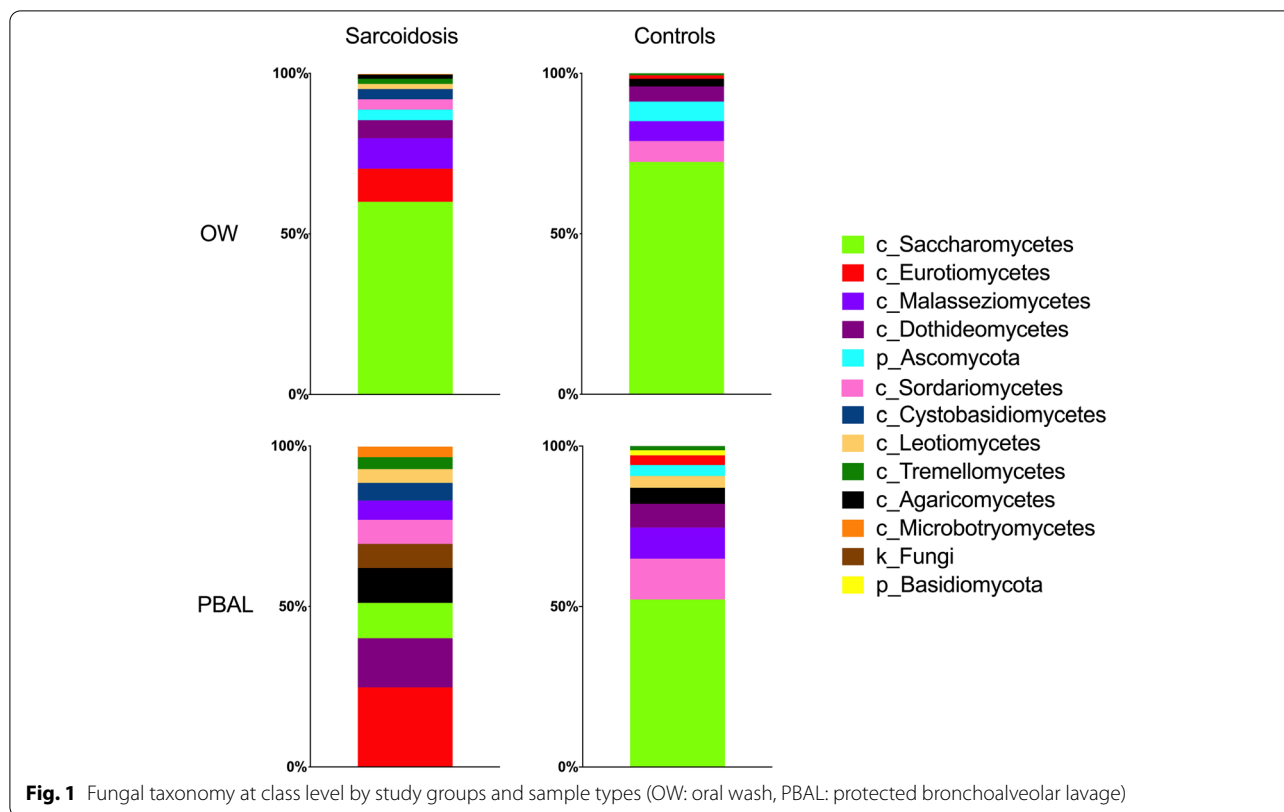 Sarcoidosis
Controls
OW
100%
50%
0%
100%
50%
0%
PBAL
100%
50%
0%
100%
50%
0%
c_Saccharomycetes
c_Eurotiomycetes
c_Malasseziomycetes
c_Dothideomycetes
p_Ascomycota
c_Sordariomycetes
c_Cystobasidiomycetes
c_Leotiomycetes
c_Tremellomycetes
c_Agaricomycetes
c_Microbotryomycetes
k_Fungi
p_Basidiomycota
Fig. 1 Fungal taxonomy at class level by study groups and sample types (OW: oral wash, PBAL: protected bronchoalveolar lavage)